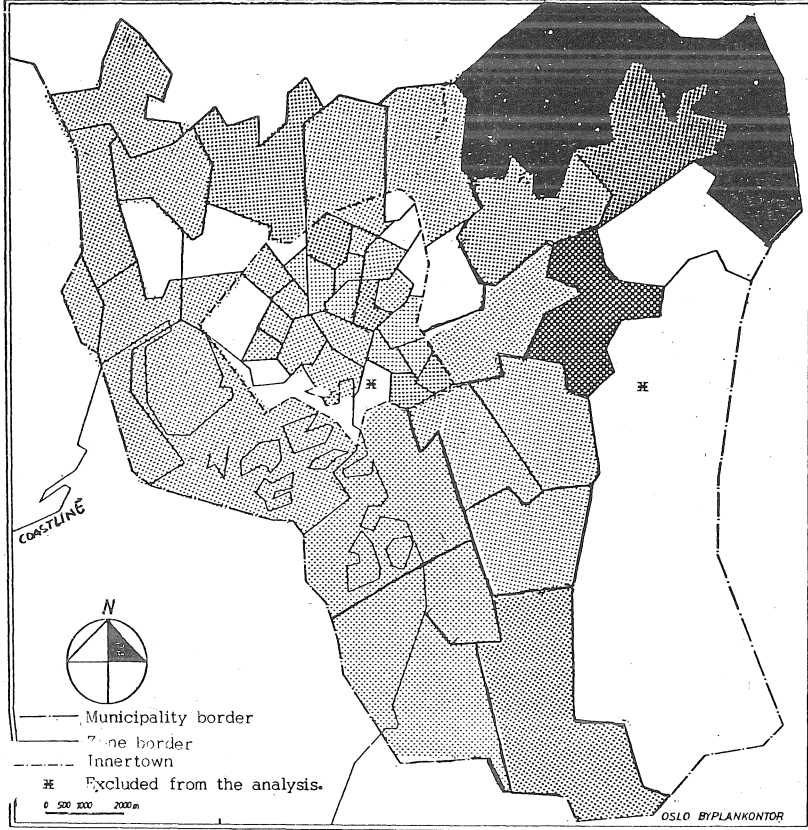 COASTLINE
N
Municipality border
Zone border
Innertown
Excluded from the analysis.
0 500 1000 2000 m
OSLO BYPLANKONTOR